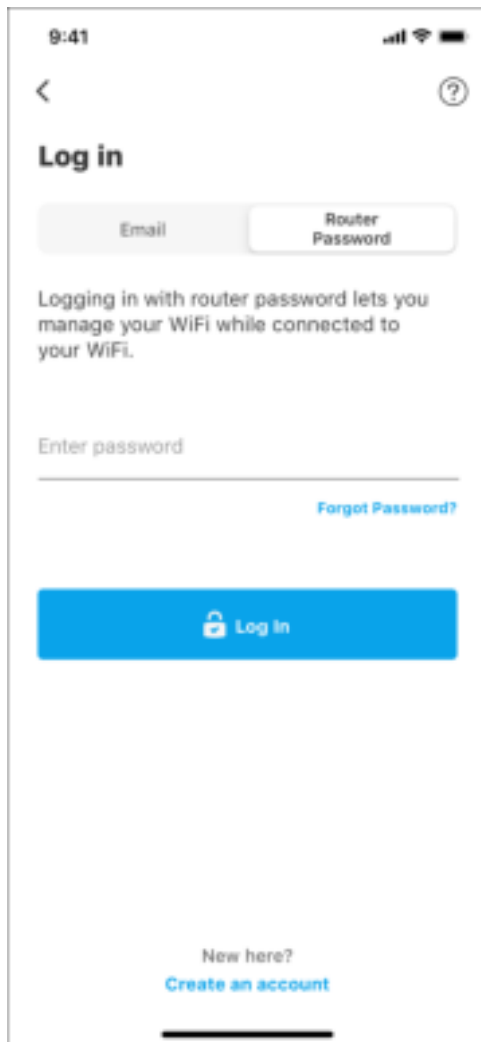 9:41
Log in
Email
Router
Password
Logging in with router password lets you
manage your WiFi while connected to
your WiFi.
Enter password
Forgot Password?
Log In
New here?
Create an account